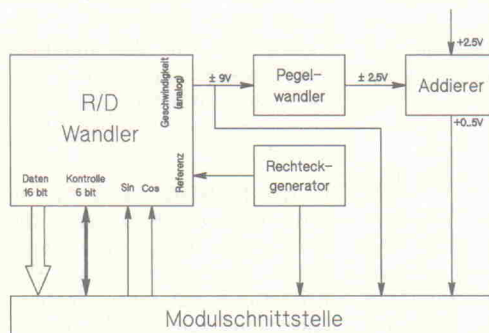 R/D
Wandler
Geschwindigkeit
(analog)
± 9V
Pegel-
wandler
± 2,5V
+2.5V
Addierer
+0...5V
Referenz
Rechteck-
generator
Daten
16 bit
Kontrolle
6 bit
Sin
Cos
Modulschnittstelle